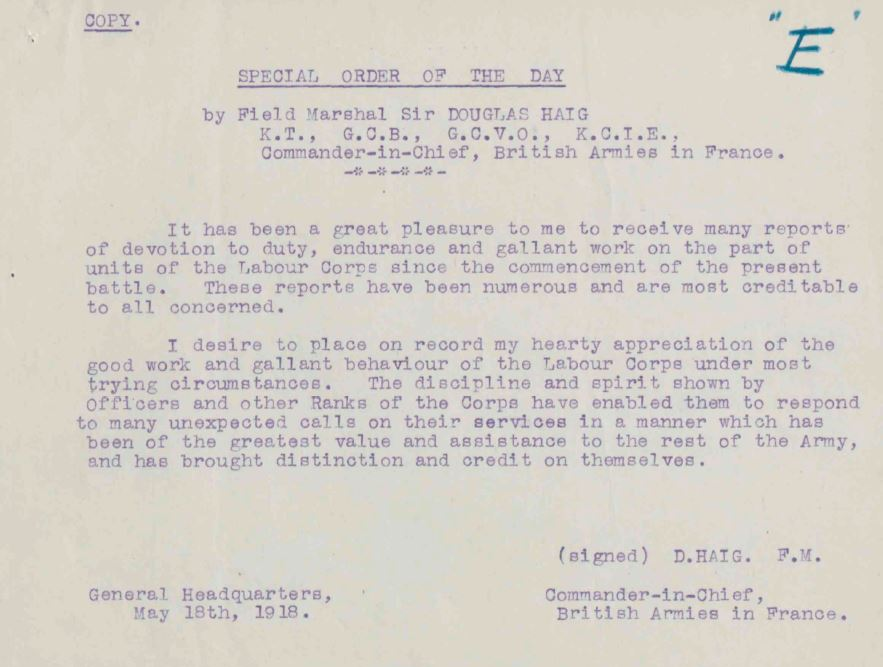 COPY.
"E"
SPECIAL ORDER OF THE DAY
by Field Marshal Sir DOUGLAS HAIG
K.T., G.C.B., G.C.V.O., K.C.I.E.,
Commander-in-Chief, British Armies in France.
-*-*-*-*-
It has been a great pleasure to me to receive many reports
of devotion to duty, endurance and gallant work on the part of
units of the Labour Corps since the commencement of the present
battle. These reports have been numerous and are most creditable
to all concerned.
I desire to place on record my hearty appreciation of the
good work and gallant behaviour of the Labour Corps under most
trying circumstances. The discipline and spirit shown by
Officers and other Ranks of the Corps have enabled them to respond
to many unexpected calls on their services in a manner which has
been of the greatest value and assistance to the rest of the Army,
and has brought distinction and credit on themselves.
(signed) D.HAIG. F.M.
General Headquarters,
May 18th, 1918.
Commander-in-Chief,
British Armies in France.